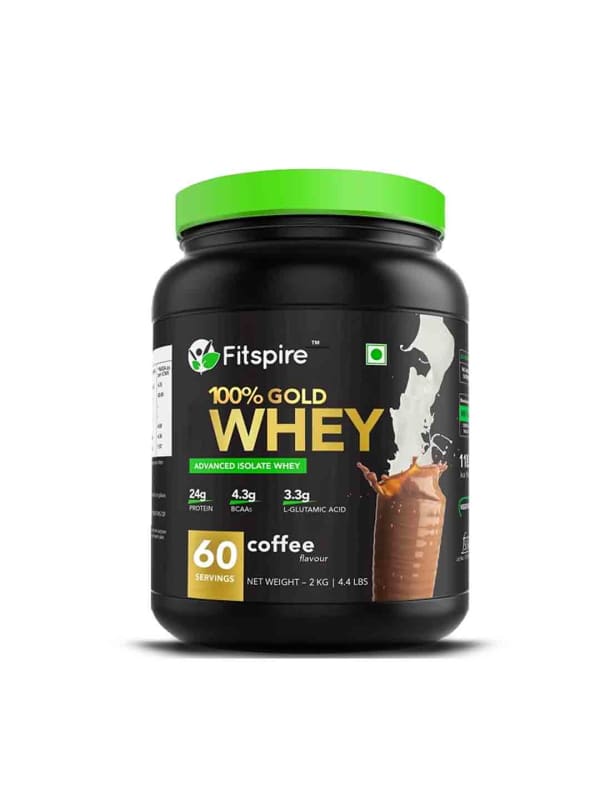 Fitspire™
100% GOLD
WHEY
ADVANCED ISOLATE WHEY
24g
PROTEIN
4.3g
BCAAs
3.3g
L-GLUTAMIC ACID
60
SERVINGS
coffee
flavour
NET WEIGHT – 2 KG | 4.4 LBS